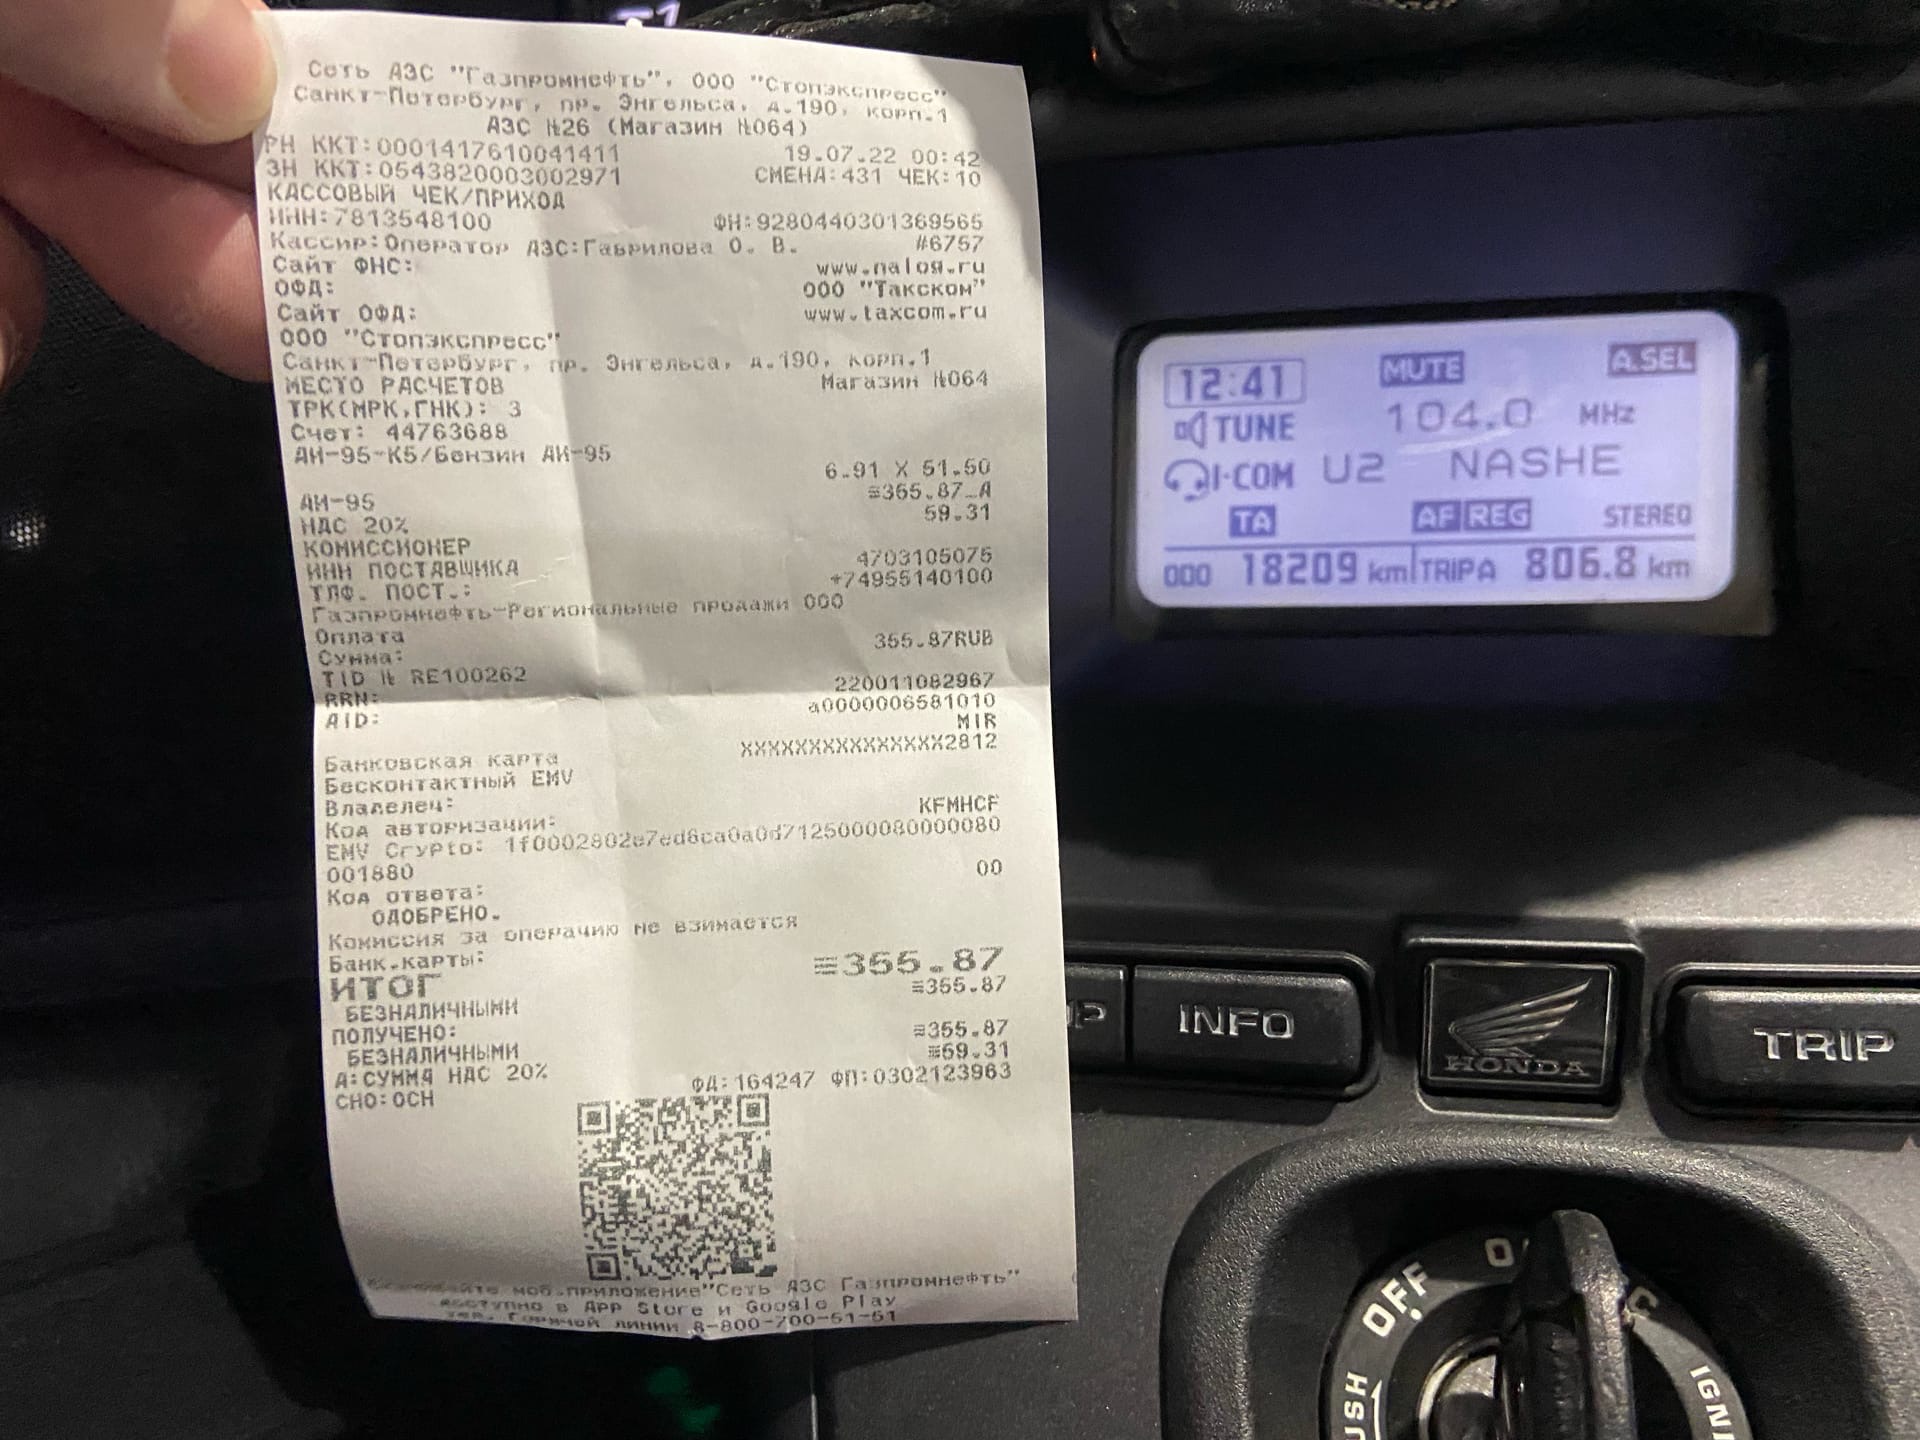 Сеть АЗС "Газпромнефть", ООО "Стопэкспресс"
Санкт-Петербург, пр. Энгельса, д.190, корп.1
АЗС №26 (Магазин №064)
РН ККТ:0001417610041411 19.07.22 00:42
ЗН ККТ:0543820003002971 СМЕНА:431 ЧЕК:10
КАССОВЫЙ ЧЕК/ПРИХОД
ИНН:7813548100 ФН:9280440301369565
Кассир:Оператор АЗС:Гаврилова О. В. #6757
Сайт ФНС: www.nalog.ru
ОФД: ООО "Такском"
Сайт ОФД: www.taxcom.ru
ООО "Стопэкспресс"
Санкт-Петербург, пр. Энгельса, д.190, корп.1
МЕСТО РАСЧЕТОВ Магазин №064
ТРК(МРК,ГНК): 3
Счет: 44763688
АИ-95-К5/Бензин АИ-95
6.91 X 51.50
АИ-95 ≡355.87_А
НДС 20% 59.31
КОМИССИОНЕР
ИНН ПОСТАВЩИКА 4703105075
ТЛФ. ПОСТ.: +74955140100
Газпромнефть-Региональные продажи ООО
Оплата
Сумма: 355.87RUB
TID № RE100262
RRN: 220011082967
AID: a0000006581010
MIR
Банковская карта XXXXXXXXXXXXXXX2812
Бесконтактный EMV
Владелец:
Код авторизации: KFMHCF
EMV Crypto: 1f0002802e7ed6ca0a0d7125000080000080
001880
Код ответа: 00
ОДОБРЕНО.
Комиссия за операцию не взимается
Банк.карты:
ИТОГ ≡355.87
БЕЗНАЛИЧНЫМИ ≡355.87
ПОЛУЧЕНО:
БЕЗНАЛИЧНЫМИ ≡355.87
А:СУММА НДС 20% ≡59.31
СНО:ОСН ФД:164247 ФП:0302123963
моб.приложение"Сеть АЗС Газпромнефть"
доступно в App Store и Google Play
тел. Горячей линии 8-800-700-51-51
12:41 MUTE A.SEL
TUNE 104.0 MHz
I-COM U2 NASHE
TA AF REG STEREO
ODO 18209 km TRIP A 806.8 km
INFO
HONDA
TRIP
OFF
PUSH